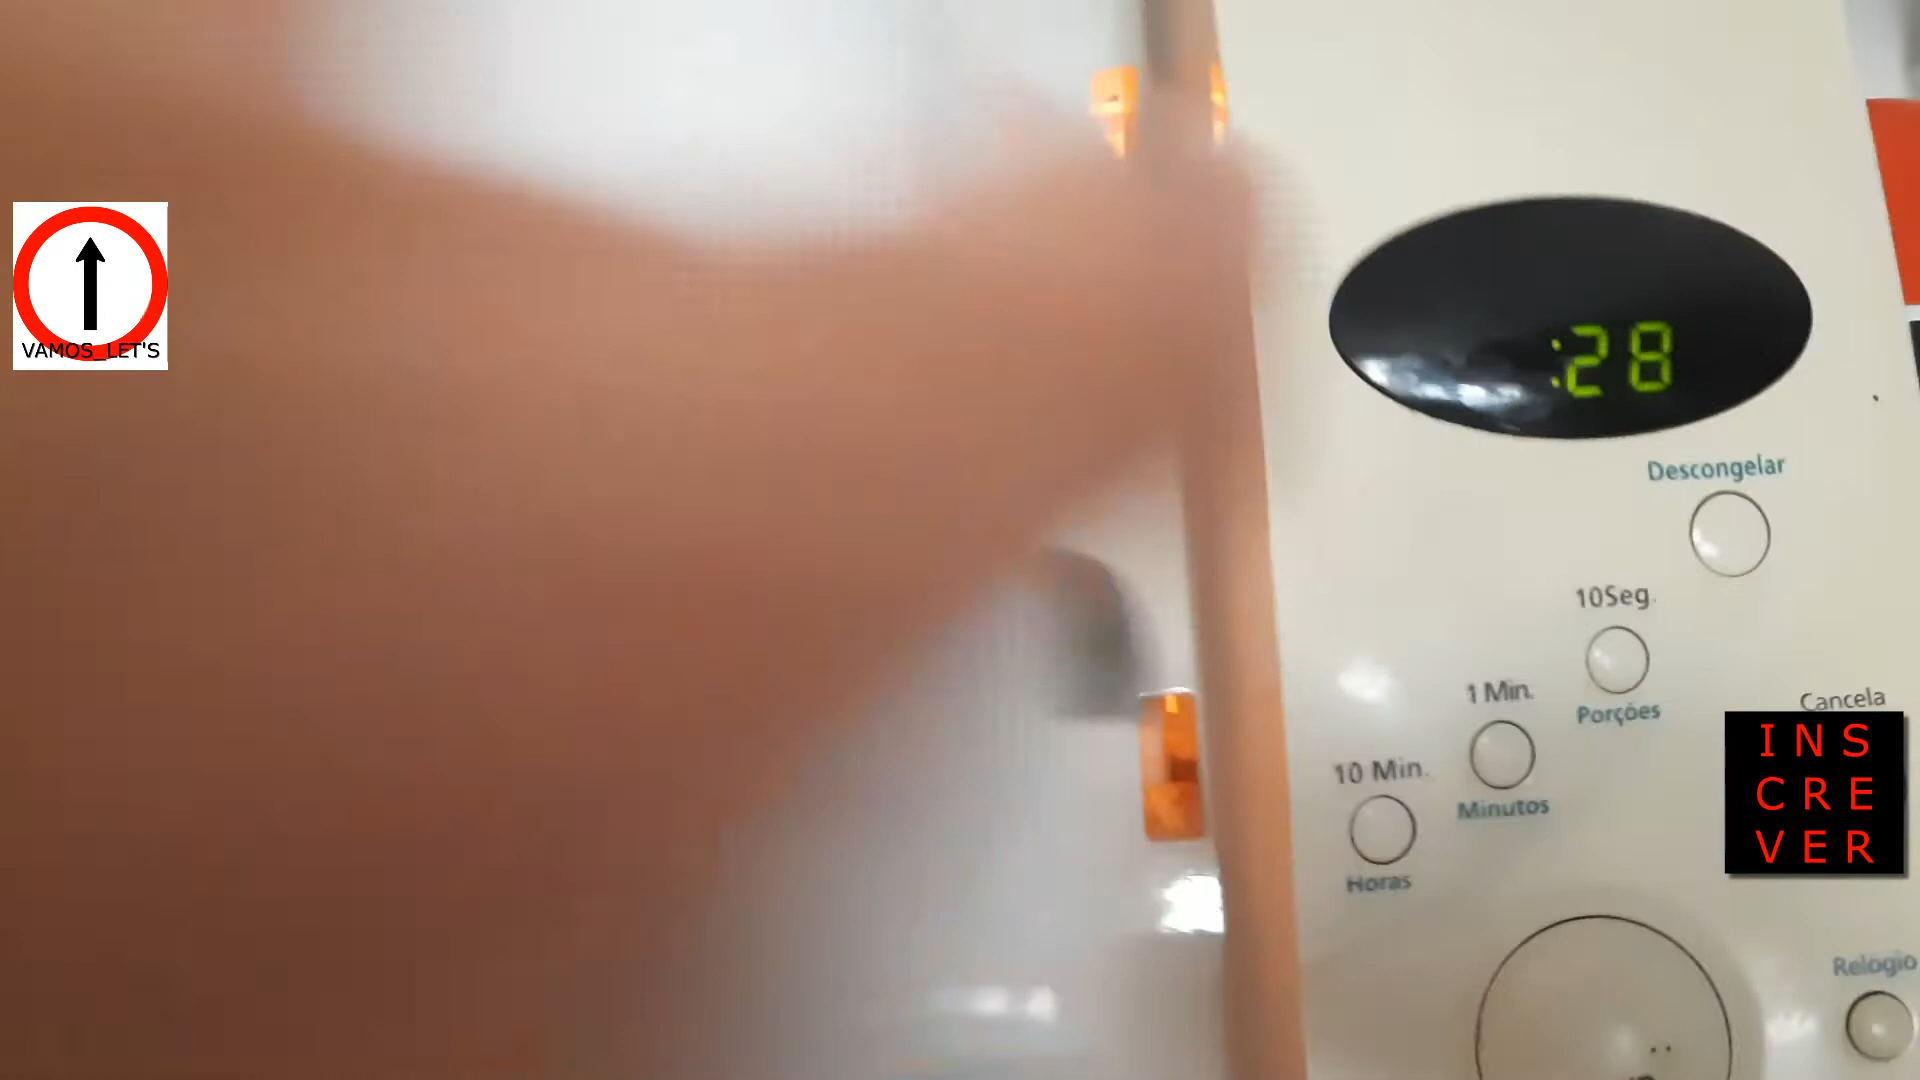 VAMOS_LET'S
:28
Descongelar
10Seg.
Porções
1 Min.
Minutos
10 Min.
Horas
Cancela
INS
CRE
VER
Relogio